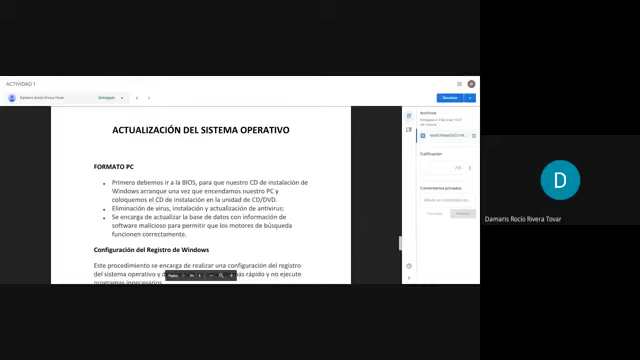 ACTIVIDAD 1
Damaris Rocío Rivera Tovar
Entregado
P
Devolver
ACTUALIZACIÓN DEL SISTEMA OPERATIVO
FORMATO PC
Primero debemos ir a la BIOS, para que nuestro CD de instalación de
Windows arranque una vez que encendamos nuestro PC y
coloquemos el CD de instalación en la unidad de CD/DVD.
Eliminación de virus, instalación y actualización de antivirus:
Se encarga de actualizar la base de datos con información de
software malicioso para permitir que los motores de búsqueda
funcionen correctamente.
Configuración del Registro de Windows
Este procedimiento se encarga de realizar una configuración del registro
del sistema operativo y
más rápido y no ejecute
programas innecesarios
Archivos
MANTENIMIENTO PR...
Calificación
Comentarios privados
D
Damaris Rocío Rivera Tovar